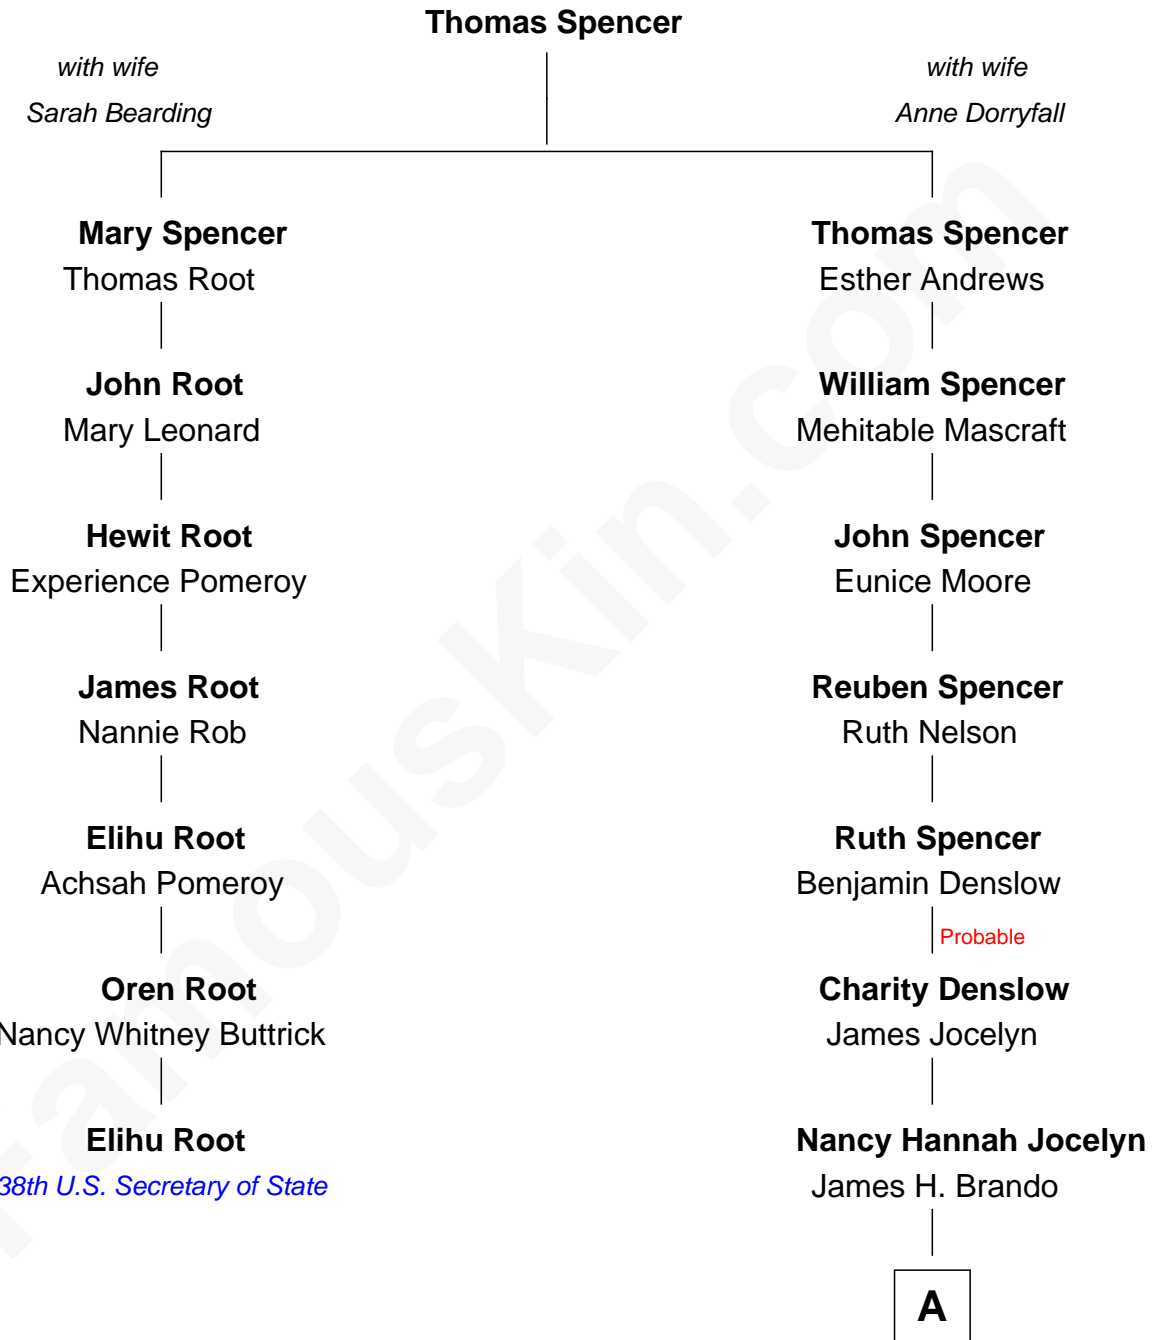 Thomas Spencer
with wife
Sarah Bearding
with wife
Anne Dorryfall
Mary Spencer
Thomas Root
Thomas Spencer
Esther Andrews
John Root
Mary Leonard
William Spencer
Mehitable Mascraft
Hewit Root
Experience Pomeroy
John Spencer
Eunice Moore
James Root
Nannie Rob
Reuben Spencer
Ruth Nelson
Elihu Root
Achsah Pomeroy
Ruth Spencer
Benjamin Denslow
Probable
Oren Root
Nancy Whitney Buttrick
Charity Denslow
James Jocelyn
Elihu Root
38th U.S. Secretary of State
Nancy Hannah Jocelyn
James H. Brando
A
FamousKin.com